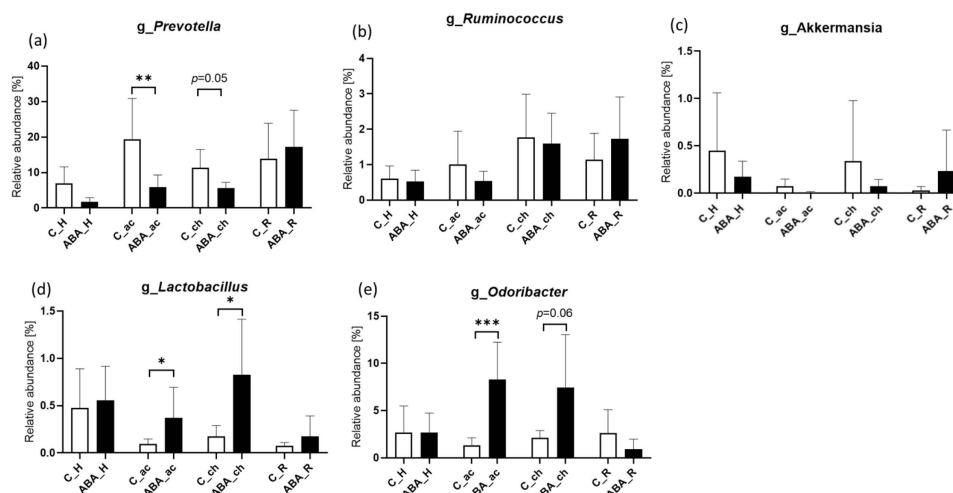 (a)
g_Prevotella
Relative abundance [%]
40
30
20
10
0
**
p=0.05
C_H
ABA_H
C_ac
ABA_ac
C_ch
ABA_ch
C_R
ABA_R
(b)
g_Ruminococcus
Relative abundance [%]
4
3
2
1
0
C_H
ABA_H
C_ac
ABA_ac
C_ch
ABA_ch
C_R
ABA_R
(c)
g_Akkermansia
Relative abundance [%]
1.5
1.0
0.5
0.0
C_H
ABA_H
C_ac
ABA_ac
C_ch
ABA_ch
C_R
ABA_R
(d)
g_Lactobacillus
Relative abundance [%]
1.5
1.0
0.5
0.0
*
*
C_H
ABA_H
C_ac
ABA_ac
C_ch
ABA_ch
C_R
ABA_R
(e)
g_Odoribacter
Relative abundance [%]
15
10
5
0
***
p=0.06
C_H
ABA_H
C_ac
BA_ac
C_ch
BA_ch
C_R
ABA_R